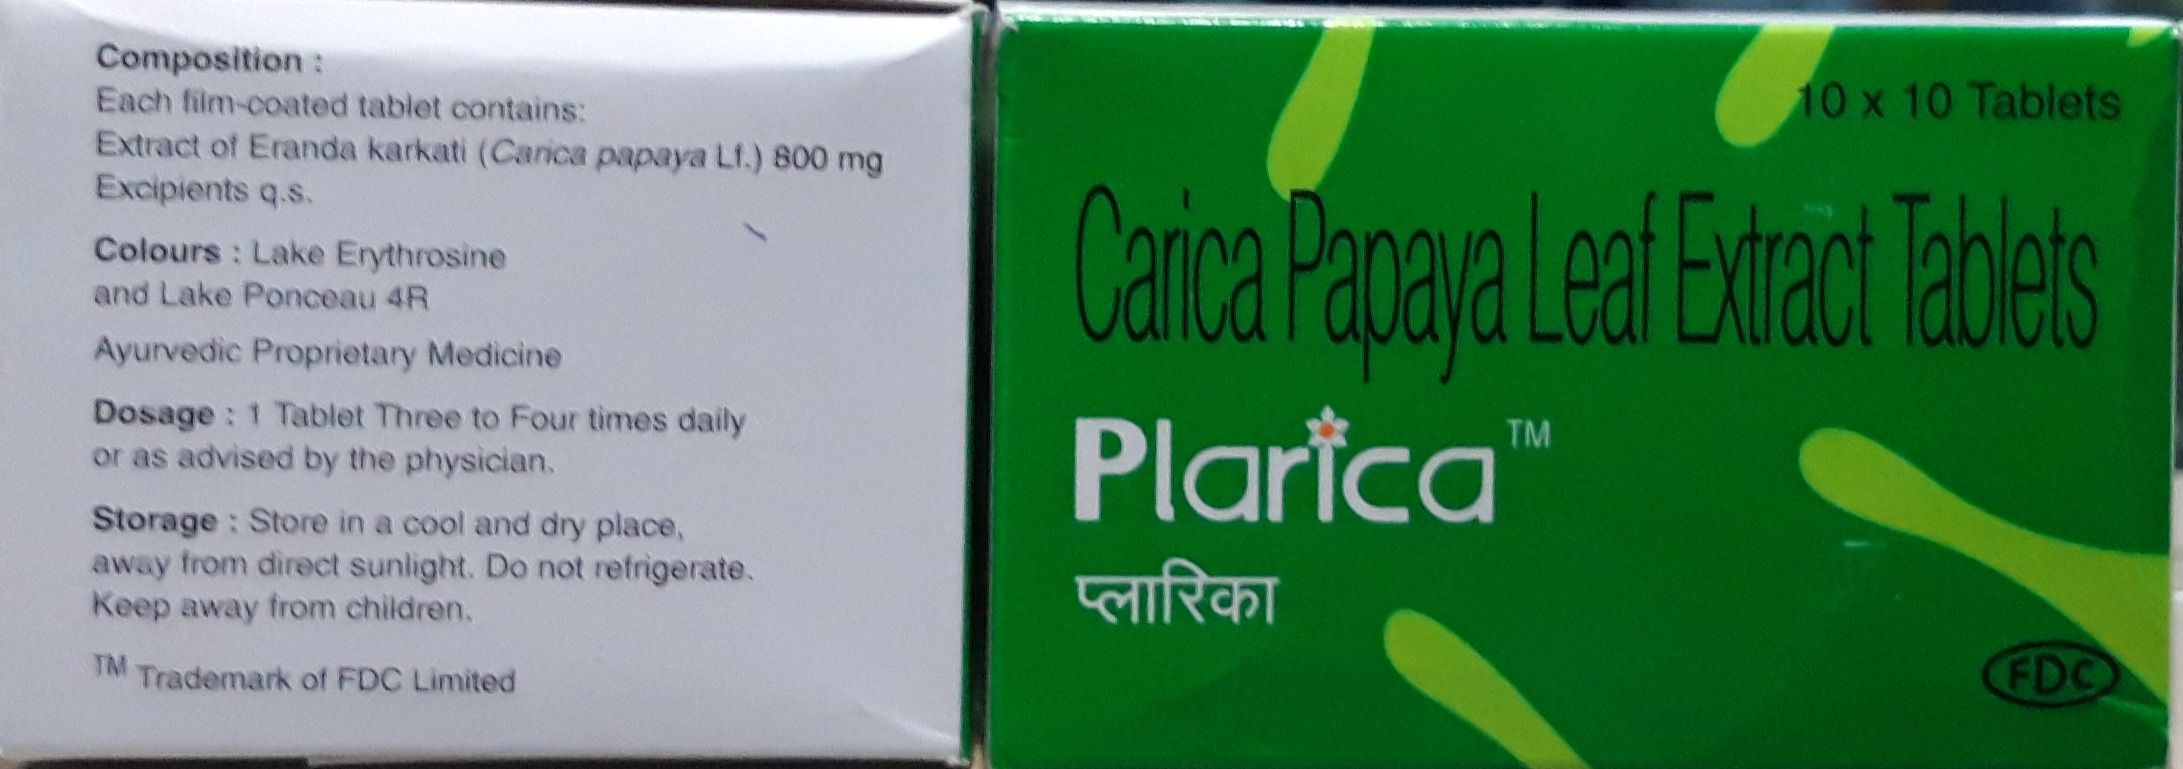 Composition :
Each film-coated tablet contains:
Extract of Eranda karkati (Carica papaya Lf.) 800 mg
Excipients q.s.
Colours : Lake Erythrosine
and Lake Ponceau 4R
Ayurvedic Proprietary Medicine
Dosage : 1 Tablet Three to Four times daily
or as advised by the physician.
Storage : Store in a cool and dry place,
away from direct sunlight. Do not refrigerate.
Keep away from children.
TM Trademark of FDC Limited
10 x 10 Tablets
Carica Papaya Leaf Extract Tablets
Plarica TM
प्लारिका
FDC